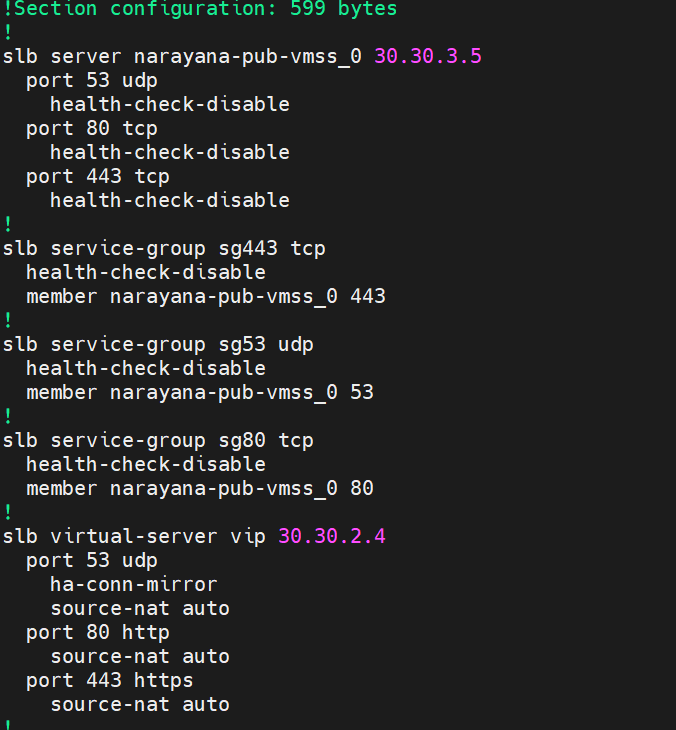 !Section configuration: 599 bytes
!
slb server narayana-pub-vmss_0 30.30.3.5
  port 53 udp
    health-check-disable
  port 80 tcp
    health-check-disable
  port 443 tcp
    health-check-disable
!
slb service-group sg443 tcp
  health-check-disable
  member narayana-pub-vmss_0 443
!
slb service-group sg53 udp
  health-check-disable
  member narayana-pub-vmss_0 53
!
slb service-group sg80 tcp
  health-check-disable
  member narayana-pub-vmss_0 80
!
slb virtual-server vip 30.30.2.4
  port 53 udp
    ha-conn-mirror
    source-nat auto
  port 80 http
    source-nat auto
  port 443 https
    source-nat auto
!